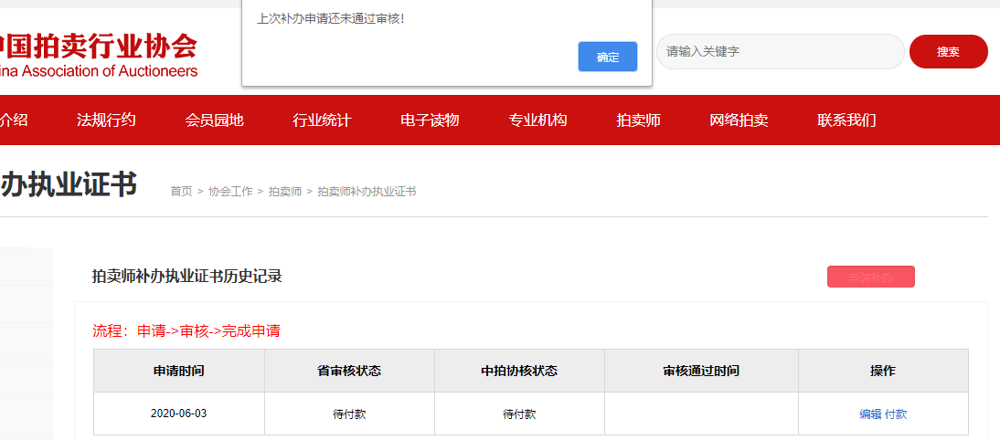 上次补办申请还未通过审核!
确定
中国拍卖行业协会
ina Association of Auctioneers
请输入关键字
搜索
介绍 法规行约 会员园地 行业统计 电子读物 专业机构 拍卖师 网络拍卖 联系我们
办执业证书
首页 > 协会工作 > 拍卖师 > 拍卖师补办执业证书
拍卖师补办执业证书历史记录
申请补办
流程：申请->审核->完成申请
申请时间 省审核状态 中拍协核状态 审核通过时间 操作
2020-06-03 待付款 待付款 编辑 付款